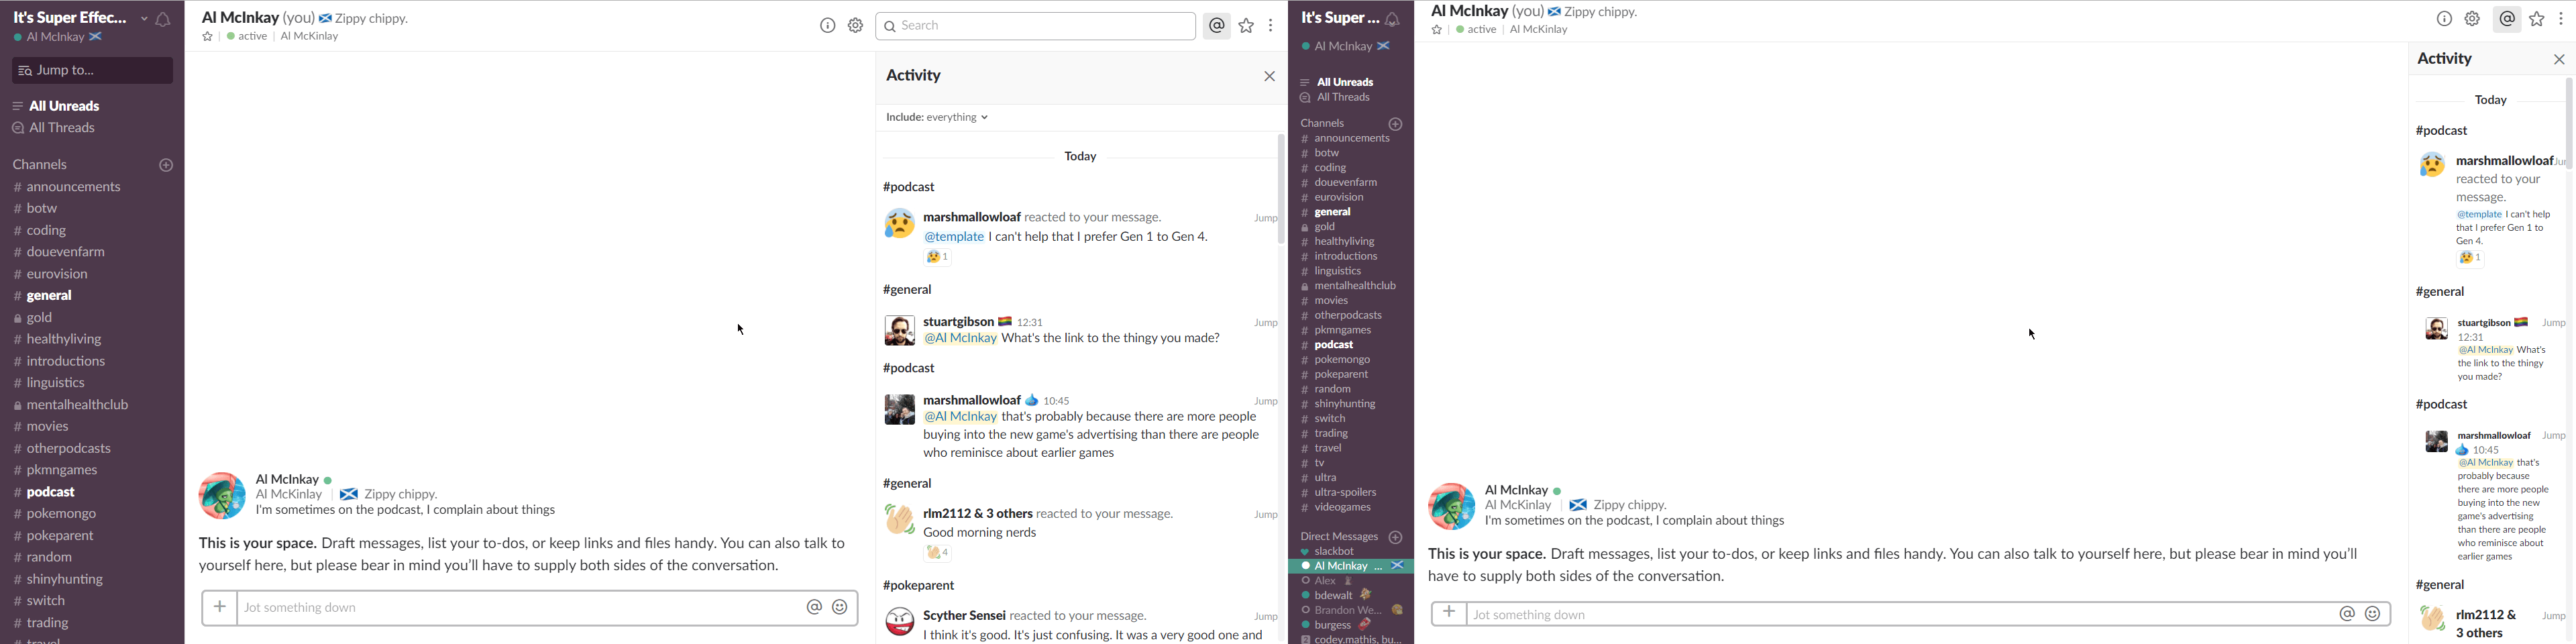 It's Super Effec...
Al McInkay
Jump to...
All Unreads
All Threads
Channels
# announcements
# botw
# coding
# douevenfarm
# eurovision
# general
gold
# healthyliving
# introductions
# linguistics
mentalhealthclub
# movies
# otherpodcasts
# pkmngames
# podcast
# pokemongo
# pokeparent
# random
# shinyhunting
# switch
# trading
# travel
Al McInkay (you) Zippy chippy.
active | Al McKinlay
Search
Al McInkay
Al McKinlay | Zippy chippy.
I'm sometimes on the podcast, I complain about things
This is your space. Draft messages, list your to-dos, or keep links and files handy. You can also talk to
yourself here, but please bear in mind you'll have to supply both sides of the conversation.
Jot something down
Activity
Include: everything
Today
#podcast
marshmallowloaf reacted to your message. Jump
@template I can't help that I prefer Gen 1 to Gen 4.
1
#general
stuartgibson 12:31 Jump
@Al McInkay What's the link to the thingy you made?
#podcast
marshmallowloaf 10:45 Jump
@Al McInkay that's probably because there are more people
buying into the new game's advertising than there are people
who reminisce about earlier games
#general
rlm2112 & 3 others reacted to your message. Jump
Good morning nerds
4
#pokeparent
Scyther Sensei reacted to your message. Jump
I think it's good. It's just confusing. It was a very good one and
It's Super ...
Al McInkay
All Unreads
All Threads
Channels
# announcements
# botw
# coding
# douevenfarm
# eurovision
# general
gold
# healthyliving
# introductions
# linguistics
mentalhealthclub
# movies
# otherpodcasts
# pkmngames
# podcast
# pokemongo
# pokeparent
# random
# shinyhunting
# switch
# trading
# travel
# tv
# ultra
# ultra-spoilers
# videogames
Direct Messages
slackbot
Al McInkay ...
Alex
bdewalt
Brandon We...
burgess
2 codey.mathis, bu...
Al McInkay (you) Zippy chippy.
active | Al McKinlay
Al McInkay
Al McKinlay | Zippy chippy.
I'm sometimes on the podcast, I complain about things
This is your space. Draft messages, list your to-dos, or keep links and files handy. You can also talk to yourself here, but please bear in mind you'll
have to supply both sides of the conversation.
Jot something down
Activity
Today
#podcast
marshmallowloaf Jump
reacted to your
message.
@template I can't help
that I prefer Gen 1 to
Gen 4.
1
#general
stuartgibson Jump
12:31
@Al McInkay What's
the link to the thingy
you made?
#podcast
marshmallowloaf Jump
10:45
@Al McInkay that's
probably because
there are more people
buying into the new
game's advertising
than there are people
who reminisce about
earlier games
#general
rlm2112 & Jump
3 others